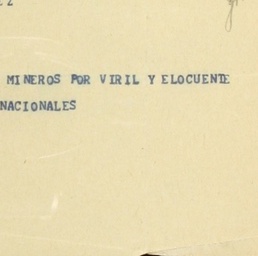 MINEROS POR VIRIL Y ELOCUENTE
NACIONALES